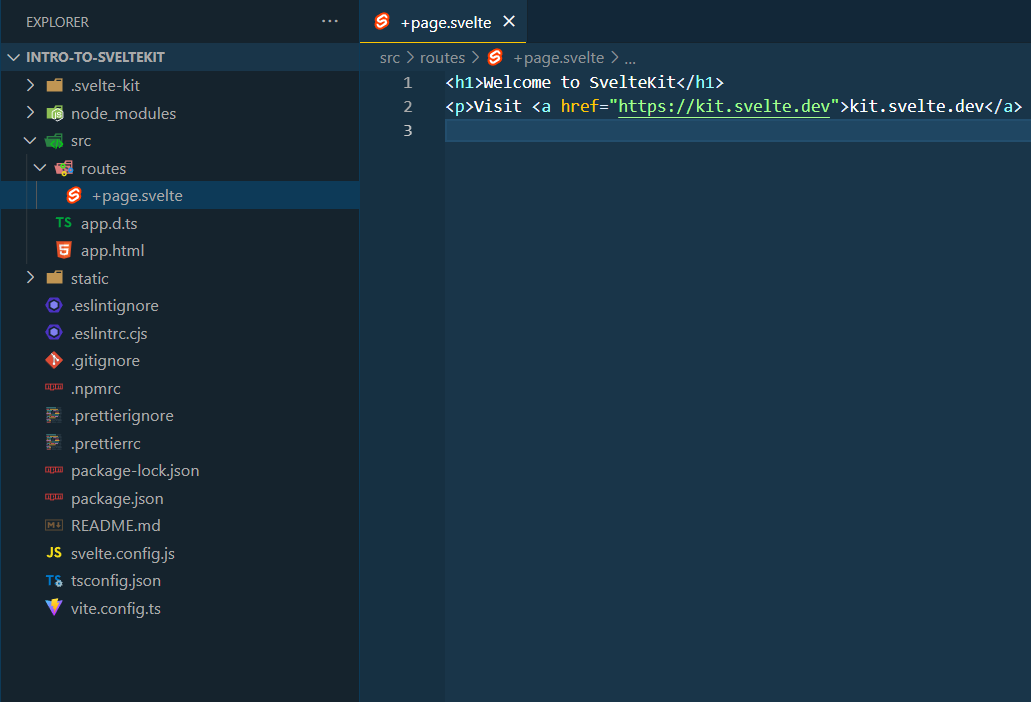 EXPLORER
INTRO-TO-SVELTEKIT
.svelte-kit
node_modules
src
routes
+page.svelte
TS app.d.ts
app.html
static
.eslintignore
.eslintrc.cjs
.gitignore
.npmrc
.prettierignore
.prettierrc
package-lock.json
package.json
README.md
JS svelte.config.js
TS tsconfig.json
vite.config.ts
+page.svelte
src > routes > +page.svelte > ...
1 <h1>Welcome to SvelteKit</h1>
2 <p>Visit <a href="https://kit.svelte.dev">kit.svelte.dev</a>
3